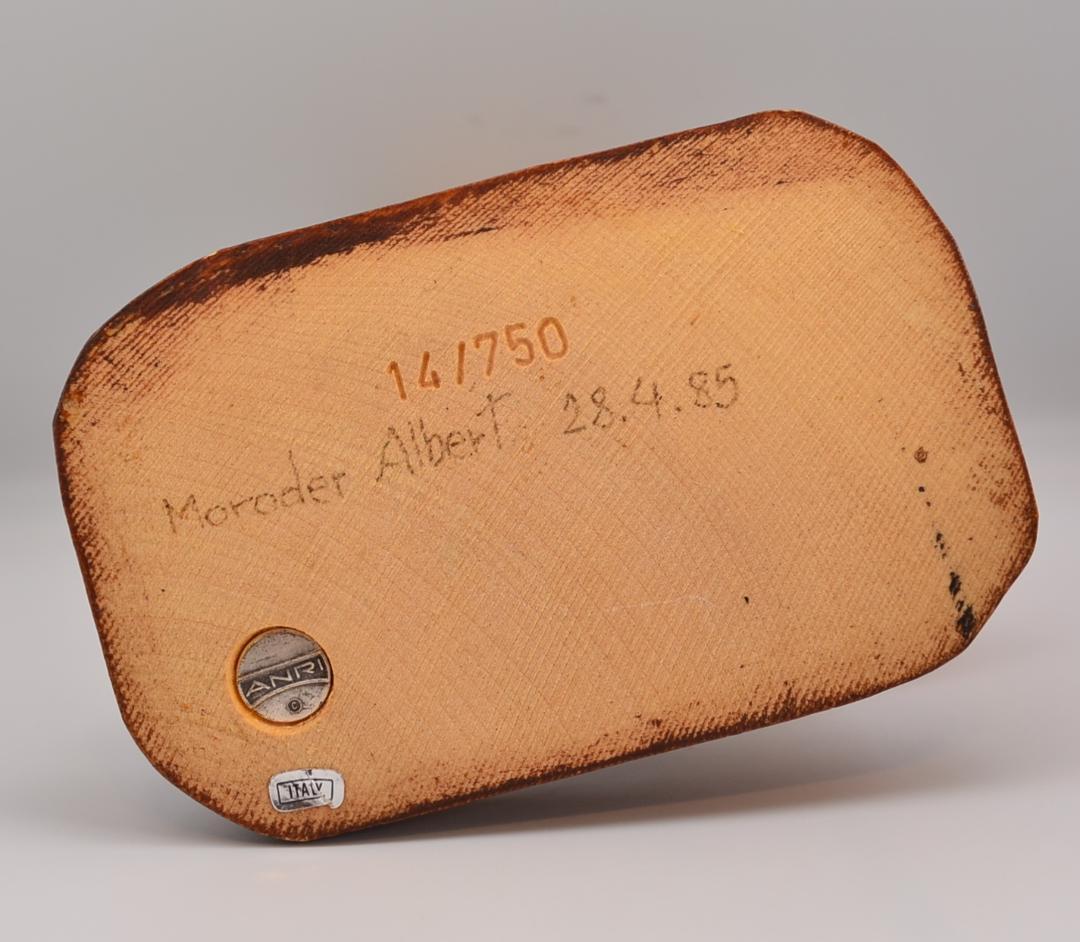 14/750
Moroder Albert 28.4.85
ANRI
©
ITALY